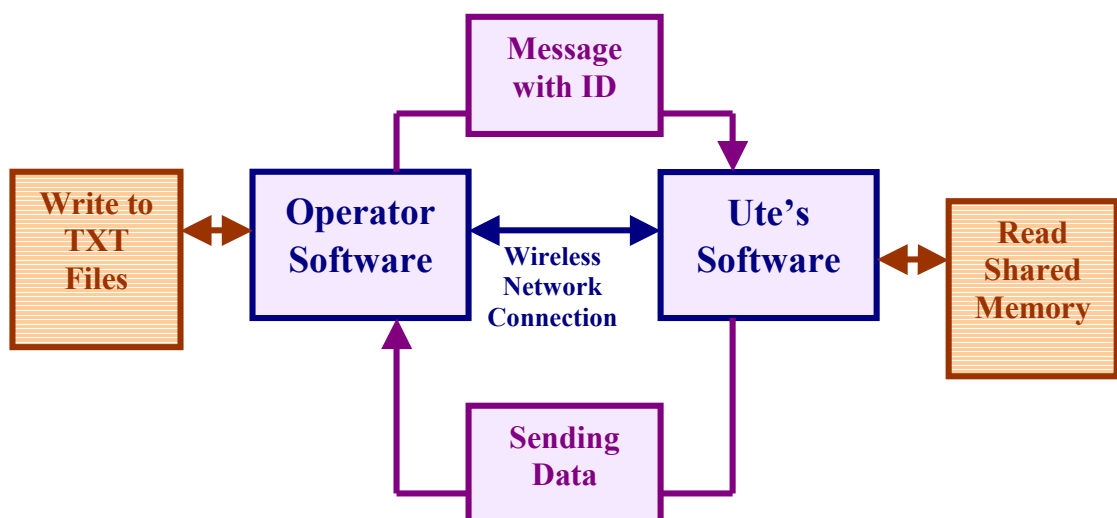 Message
with ID
Write to
TXT
Files
Operator
Software
Wireless
Network
Connection
Ute’s
Software
Read
Shared
Memory
Sending
Data